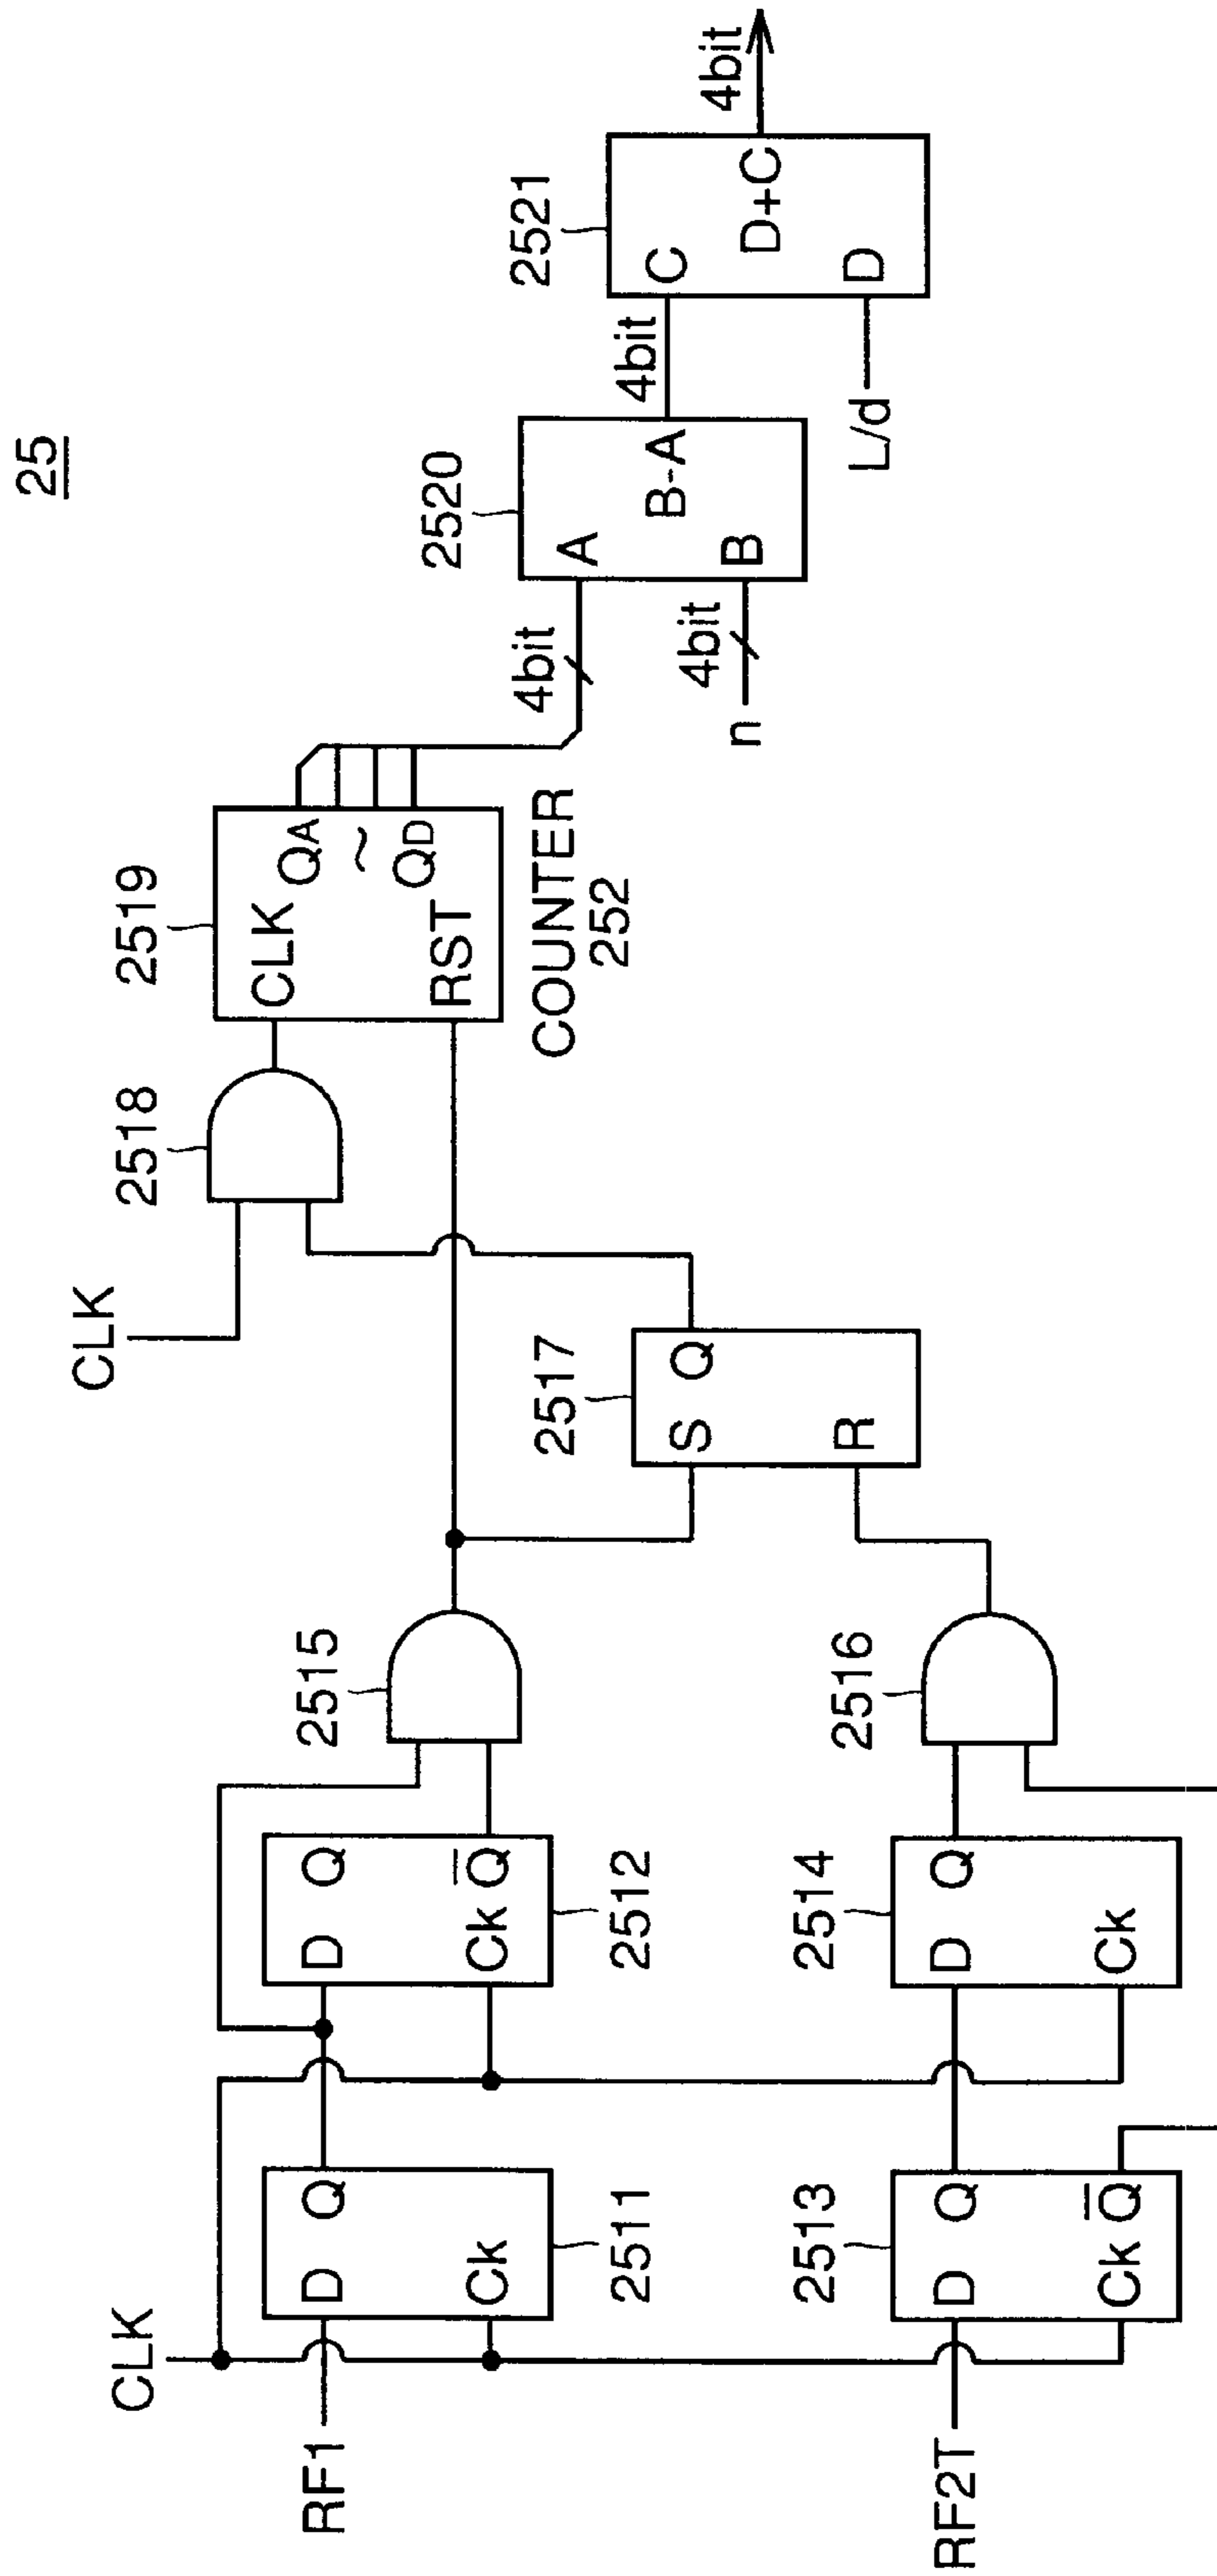 25
CLK
RF1
D Q
Ck
2511
D Q
Ck Q̅
2512
2515
RF2T
D Q
Ck Q̅
2513
D Q
Ck
2514
2516
2517
S Q
R
CLK
2518
2519
CLK QA
~
RST QD
COUNTER
252
4bit
n
4bit
2520
A
B-A
B
4bit
L/d
2521
C
D+C
D
4bit